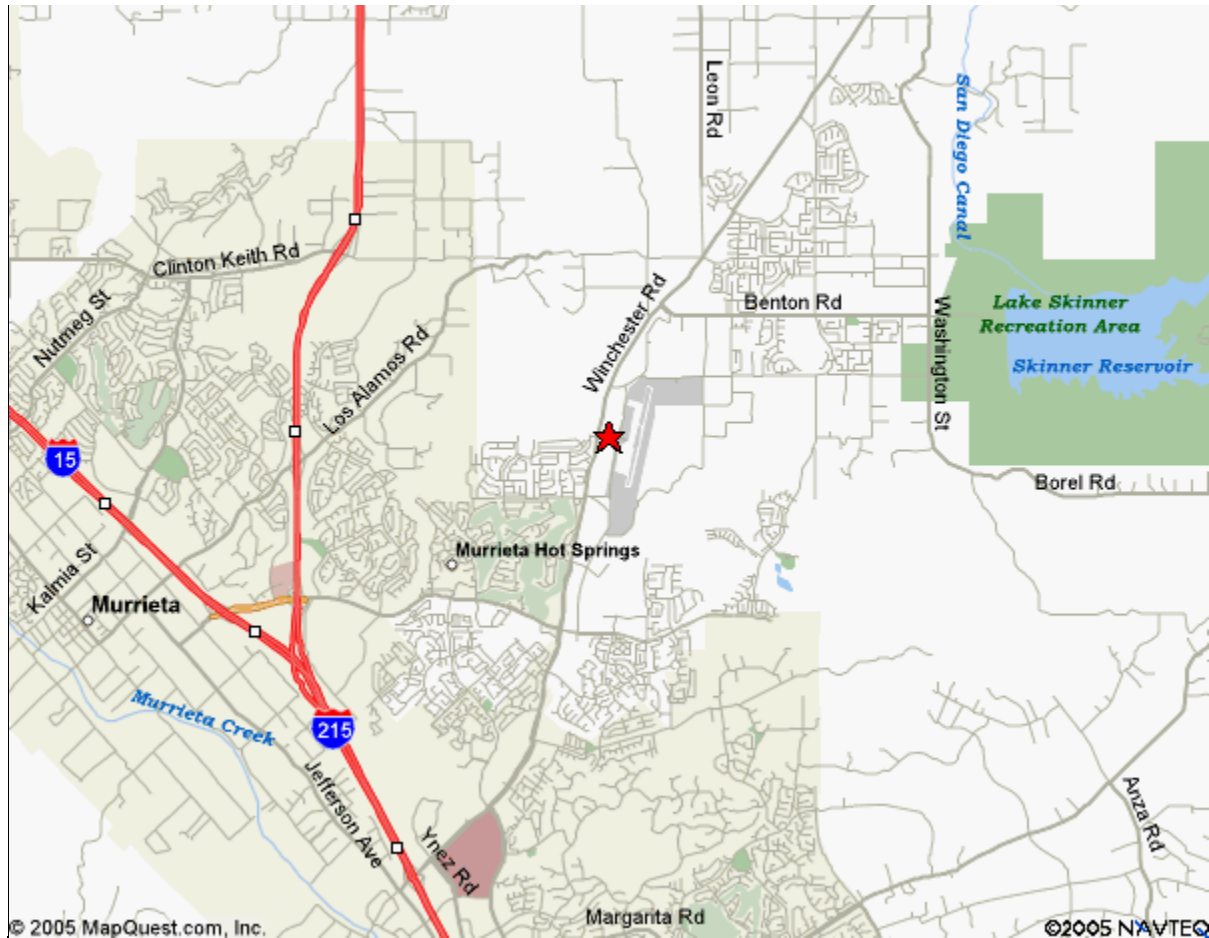 Leon Rd
San Diego Canal
Clinton Keith Rd
Nutmeg St
Los Alamos Rd
Winchester Rd
Benton Rd
Washington St
Lake Skinner
Recreation Area
Skinner Reservoir
15
Borel Rd
Kalmia St
Murrieta Hot Springs
Murrieta
Murrieta Creek
215
Jefferson Ave
Ynez Rd
Anza Rd
Margarita Rd
© 2005 MapQuest.com, Inc.
©2005 NAVTEQ